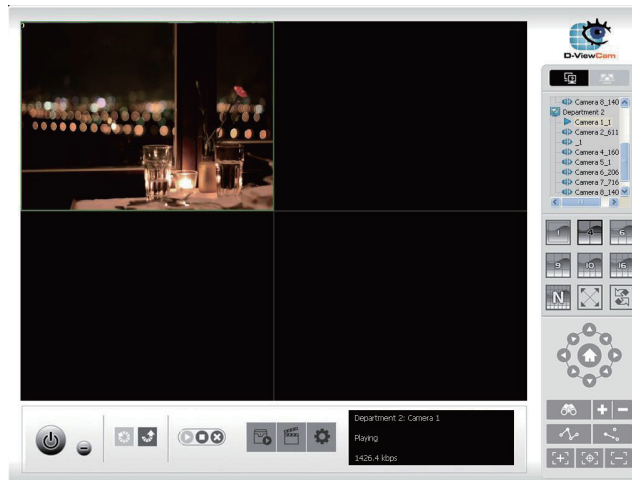 D-ViewCam
Camera 8_140
Department 2
Camera 1_1
Camera 2_611
_1
Camera 4_160
Camera 5_1
Camera 6_206
Camera 7_716
Camera 8_140
1 4 6
9 10 16
N
Department 2: Camera 1
Playing
1426.4 kbps